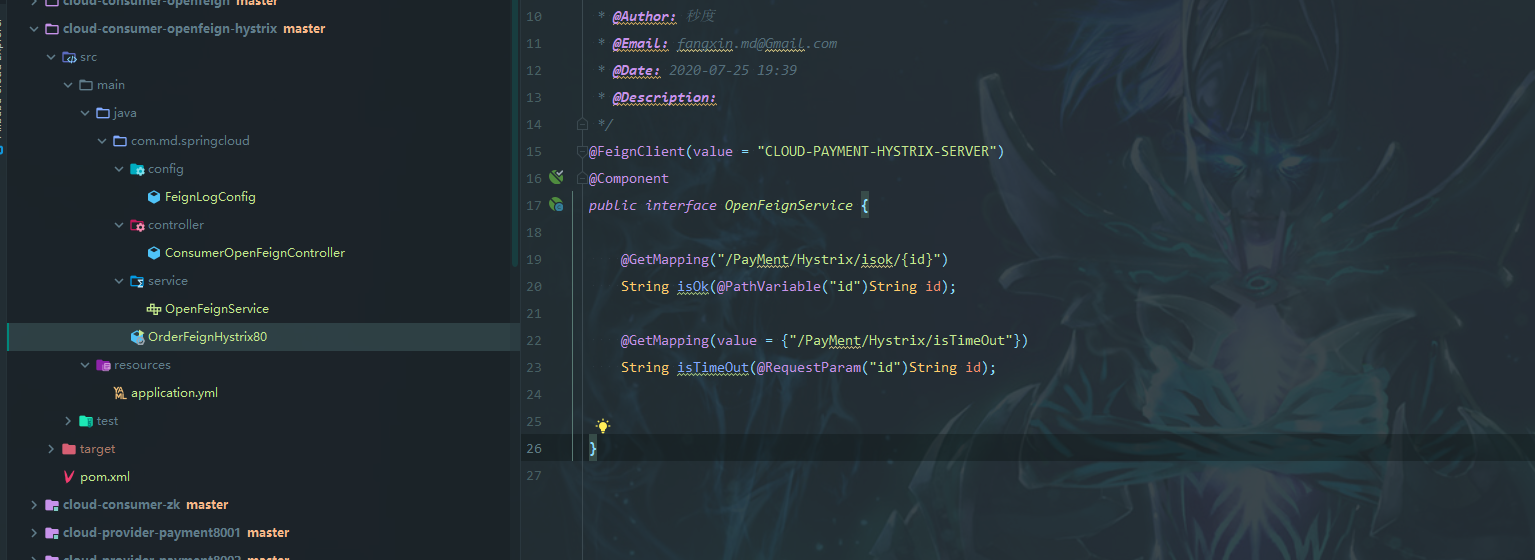 cloud-consumer-openfeign master
cloud-consumer-openfeign-hystrix master
src
main
java
com.md.springcloud
config
FeignLogConfig
controller
ConsumerOpenFeignController
service
OpenFeignService
OrderFeignHystrix80
resources
application.yml
test
target
pom.xml
cloud-consumer-zk master
cloud-provider-payment8001 master
cloud-provider-payment8002 master
10 * @Author: 秒度
11 * @Email: fangxin.md@Gmail.com
12 * @Date: 2020-07-25 19:39
13 * @Description:
14 */
15 @FeignClient(value = "CLOUD-PAYMENT-HYSTRIX-SERVER")
16 @Component
17 public interface OpenFeignService {
18
19 @GetMapping("/PayMent/Hystrix/isok/{id}")
20 String isOk(@PathVariable("id")String id);
21
22 @GetMapping(value = {"/PayMent/Hystrix/isTimeOut"})
23 String isTimeOut(@RequestParam("id")String id);
24
25
26 }
27